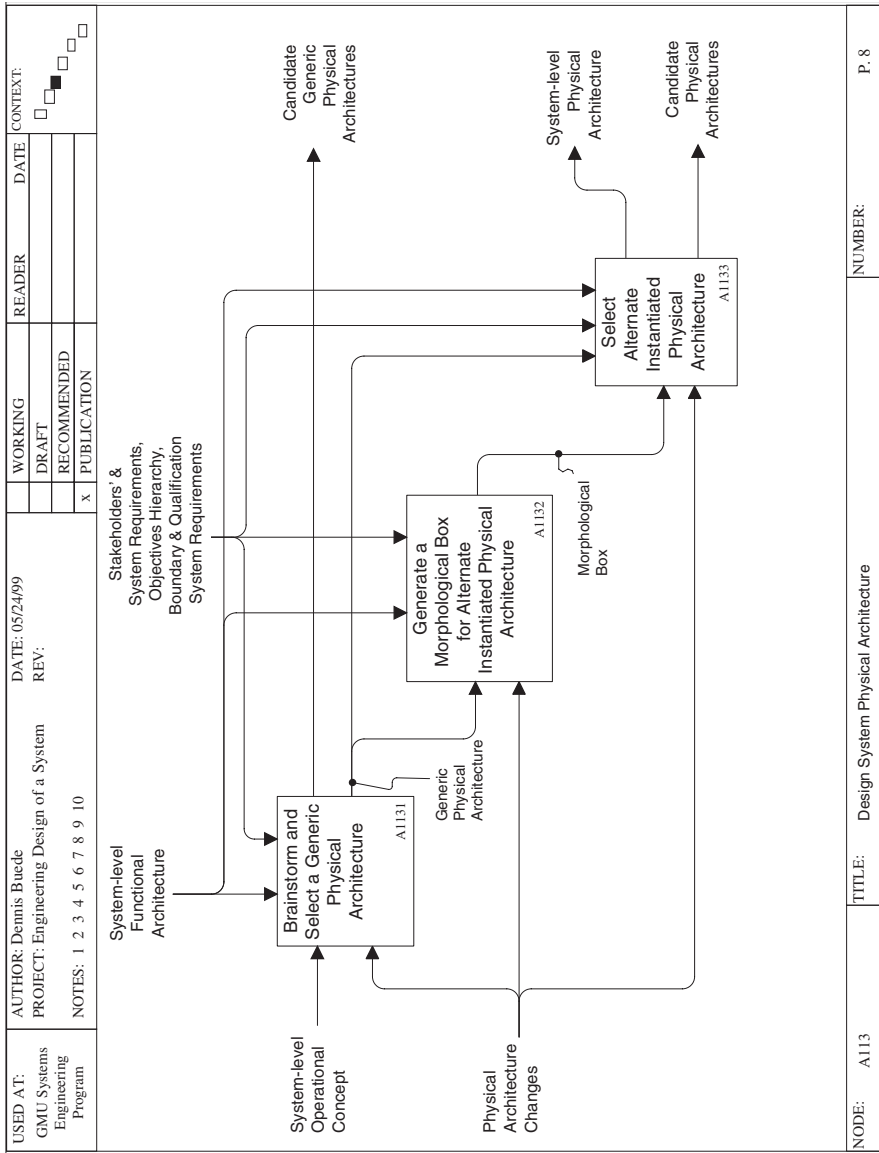 USED AT:
GMU Systems
Engineering
Program
AUTHOR: Dennis Buede
DATE: 05/24/99
PROJECT: Engineering Design of a System
REV:
NOTES: 1 2 3 4 5 6 7 8 9 10
WORKING
DRAFT
RECOMMENDED
x PUBLICATION
READER
DATE
CONTEXT:
System-level
Functional
Architecture
Stakeholders' &
System Requirements,
Objectives Hierarchy,
Boundary & Qualification
System Requirements
System-level
Operational
Concept
Physical
Architecture
Changes
Brainstorm and
Select a Generic
Physical
Architecture
A1131
Generic
Physical
Architecture
Generate a
Morphological Box
for Alternate
Instantiated Physical
Architecture
A1132
Morphological
Box
Select
Alternate
Instantiated
Physical
Architecture
A1133
Candidate
Generic
Physical
Architectures
System-level
Physical
Architecture
Candidate
Physical
Architectures
NODE: A113
TITLE: Design System Physical Architecture
NUMBER: P. 8